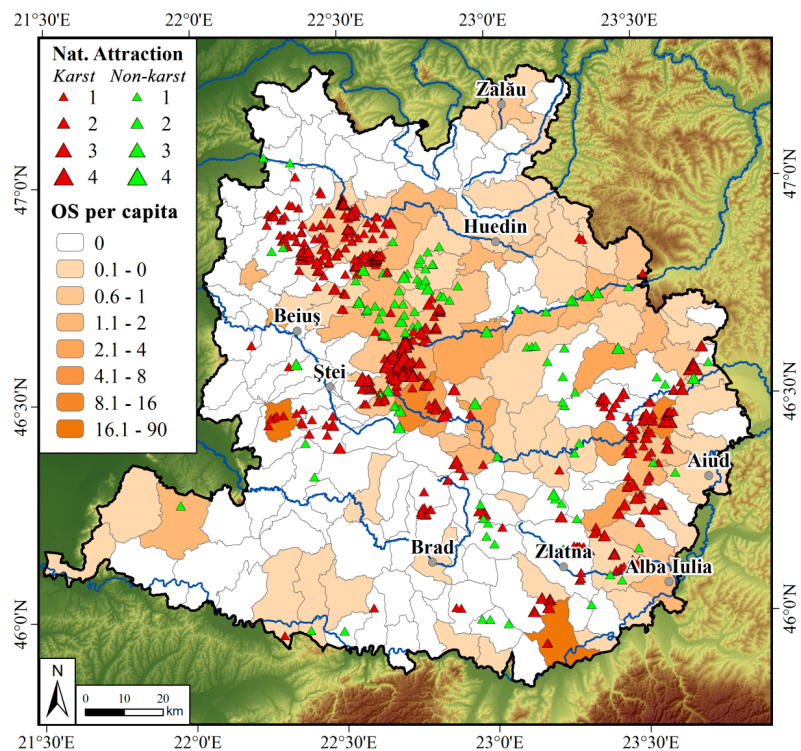 21°30'E 22°0'E 22°30'E 23°0'E 23°30'E
Nat. Attraction
Karst Non-karst
1 1
2 2
3 3
4 4
OS per capita
0
0.1 - 0
0.6 - 1
1.1 - 2
2.1 - 4
4.1 - 8
8.1 - 16
16.1 - 90
Zalău
47°0'N 47°0'N
Huedin
Beiuş
Ştei
46°30'N 46°30'N
Aiud
Brad
Zlatna
Alba Iulia
46°0'N 46°0'N
N
0 10 20
km
21°30'E 22°0'E 22°30'E 23°0'E 23°30'E